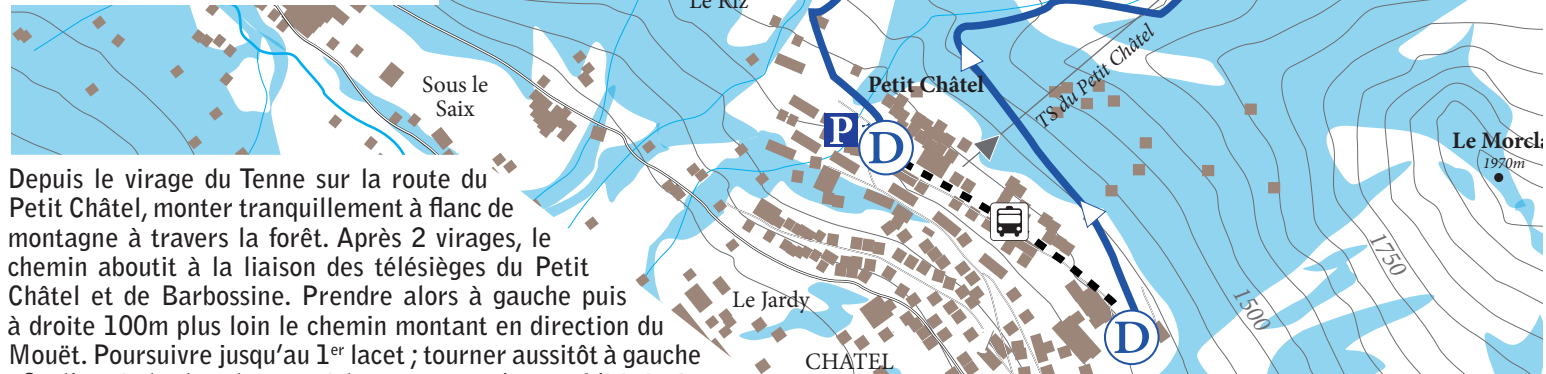 Le Riz
Sous le
Saix
Petit Châtel
TS du Petit Châtel
P
D
Le Morcla
1970m
Depuis le virage du Tenne sur la route du
Petit Châtel, monter tranquillement à flanc de
montagne à travers la forêt. Après 2 virages, le
chemin aboutit à la liaison des télésièges du Petit
Châtel et de Barbossine. Prendre alors à gauche puis
à droite 100m plus loin le chemin montant en direction du
Mouët. Poursuivre jusqu'au 1er lacet ; tourner aussitôt à gauche
Le Jardy
1750
1500
D
CHATEL